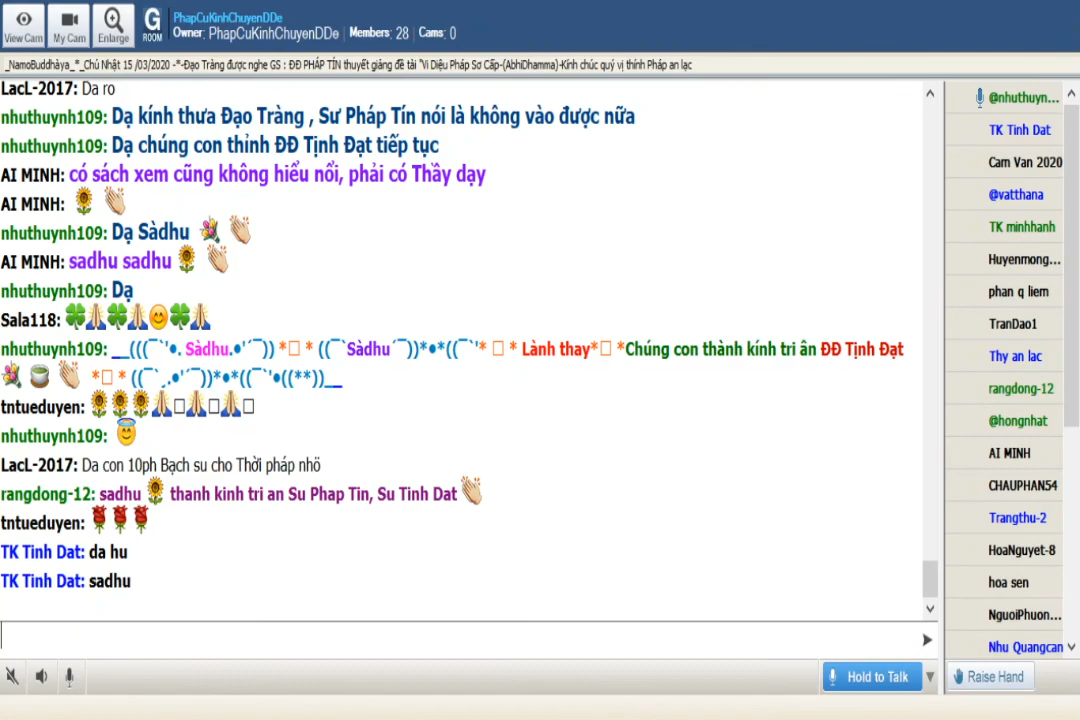 View Cam
My Cam
Enlarge
G ROOM
PhapCuKinhChuyenDDe
Owner: PhapCuKinhChuyenDDe | Members: 28 | Cams: 0
_NamoBuddhàya_*_Chủ Nhật 15 /03/2020 -*-Đạo Tràng được nghe GS : ĐĐ PHÁP TÍN thuyết giảng đề tài "Vi Diệu Pháp Sơ Cấp-(AbhiDhamma)-Kính chúc quý vị thính Pháp an lạc
LacL-2017: Da ro
nhuthuynh109: Dạ kính thưa Đạo Tràng , Sư Pháp Tín nói là không vào được nữa
nhuthuynh109: Dạ chúng con thỉnh ĐĐ Tịnh Đạt tiếp tục
AI MINH: có sách xem cũng không hiểu nổi, phải có Thầy dạy
AI MINH: 🌻 👏
nhuthuynh109: Dạ Sàdhu 💐 👏
AI MINH: sadhu sadhu 🌻 👏
nhuthuynh109: Dạ
Sala118: 🍀🙏🍀🙏😊🍀🙏
nhuthuynh109: __(((¯`'•. Sàdhu.•'´¯)) *□ * ((¯`Sàdhu´¯))*•*((¯`'* □ * Lành thay*□ *Chúng con thành kính tri ân ĐĐ Tịnh Đạt
💐 🍵 👏 *□ * ((¯`¸.•'´¯))*•*((¯`'•((**))__
tntueduyen: 🌻🌻🌻🙏□🙏□🙏□
nhuthuynh109: 😇
LacL-2017: Da con 10ph Bạch su cho Thời pháp nhö
rangdong-12: sadhu 🌻 thanh kinh tri an Su Phap Tin, Su Tinh Dat 👏
tntueduyen: 🌹🌹🌹
TK Tinh Dat: da hu
TK Tinh Dat: sadhu
Hold to Talk
@nhuthuyn...
TK Tinh Dat
Cam Van 2020
@vatthana
TK minhhanh
Huyenmong...
phan q liem
TranDao1
Thy an lac
rangdong-12
@hongnhat
AI MINH
CHAUPHAN54
Trangthu-2
HoaNguyet-8
hoa sen
NguoiPhuon...
Nhu Quangcan
Raise Hand